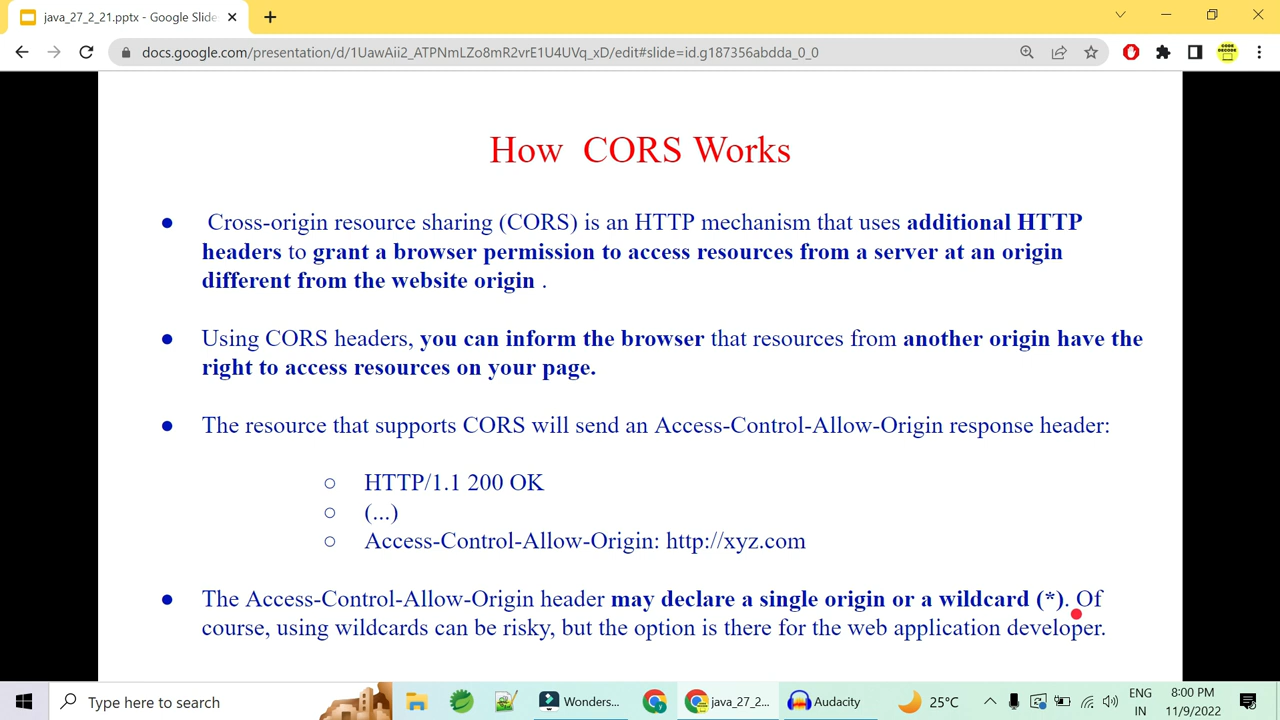 java_27_2_21.pptx - Google Slide
docs.google.com/presentation/d/1UawAii2_ATPNmLZo8mR2vrE1U4UVq_xD/edit#slide=id.g187356abdda_0_0
CODE
DECODE
How CORS Works
● Cross-origin resource sharing (CORS) is an HTTP mechanism that uses additional HTTP
headers to grant a browser permission to access resources from a server at an origin
different from the website origin .
● Using CORS headers, you can inform the browser that resources from another origin have the
right to access resources on your page.
● The resource that supports CORS will send an Access-Control-Allow-Origin response header:
○ HTTP/1.1 200 OK
○ (...)
○ Access-Control-Allow-Origin: http://xyz.com
● The Access-Control-Allow-Origin header may declare a single origin or a wildcard (*). Of
course, using wildcards can be risky, but the option is there for the web application developer.
Type here to search
Wonders...
java_27_2...
Audacity
25°C
ENG
IN
8:00 PM
11/9/2022